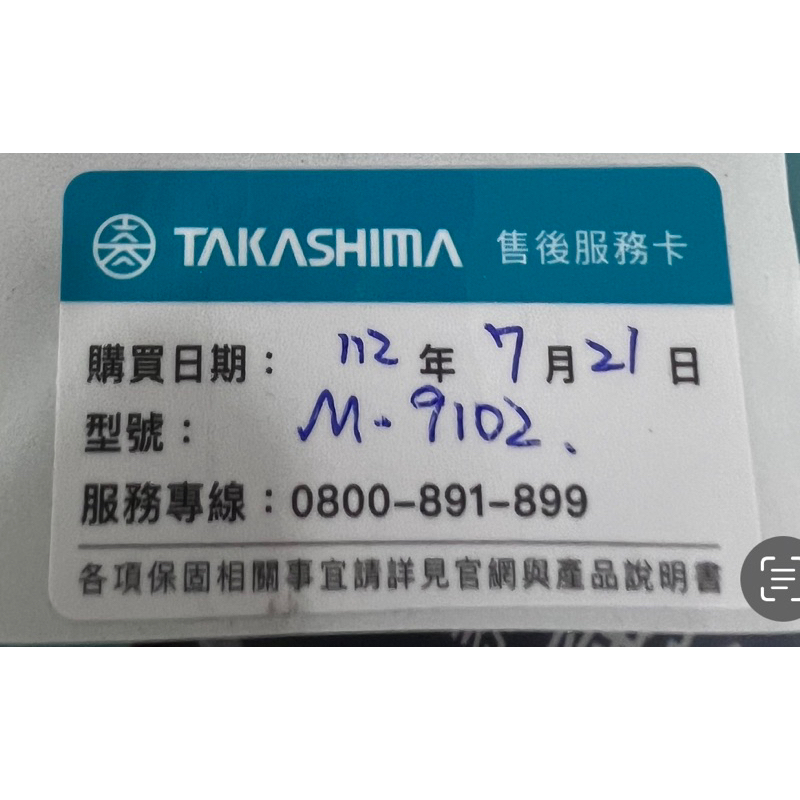 TAKASHIMA 售後服務卡
購買日期：112 年 7 月 21 日
型號：M-9102.
服務專線：0800-891-899
各項保固相關事宜請詳見官網與產品說明書